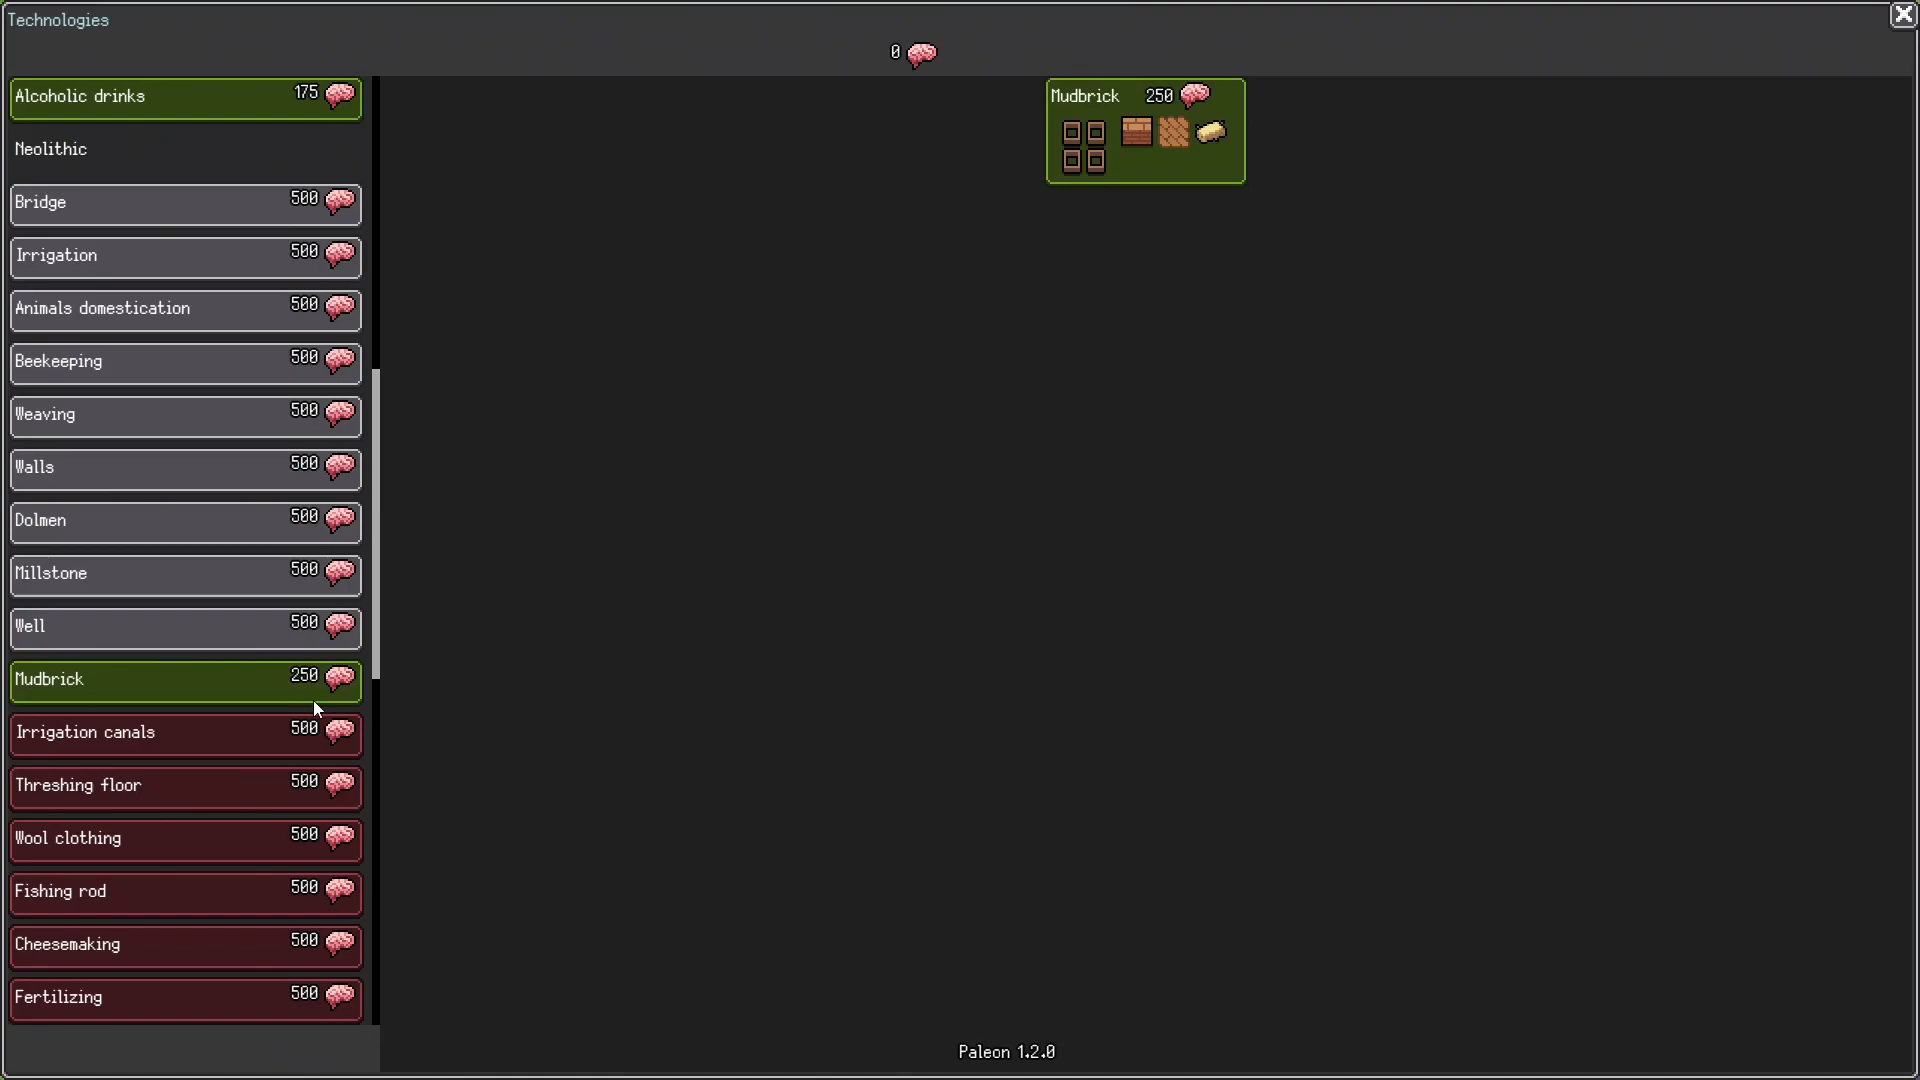 Technologies
0
Alcoholic drinks 175
Neolithic
Bridge 500
Irrigation 500
Animals domestication 500
Beekeeping 500
Weaving 500
Walls 500
Dolmen 500
Millstone 500
Well 500
Mudbrick 250
Irrigation canals 500
Threshing floor 500
Wool clothing 500
Fishing rod 500
Cheesemaking 500
Fertilizing 500
Mudbrick 250
Paleon 1.2.0